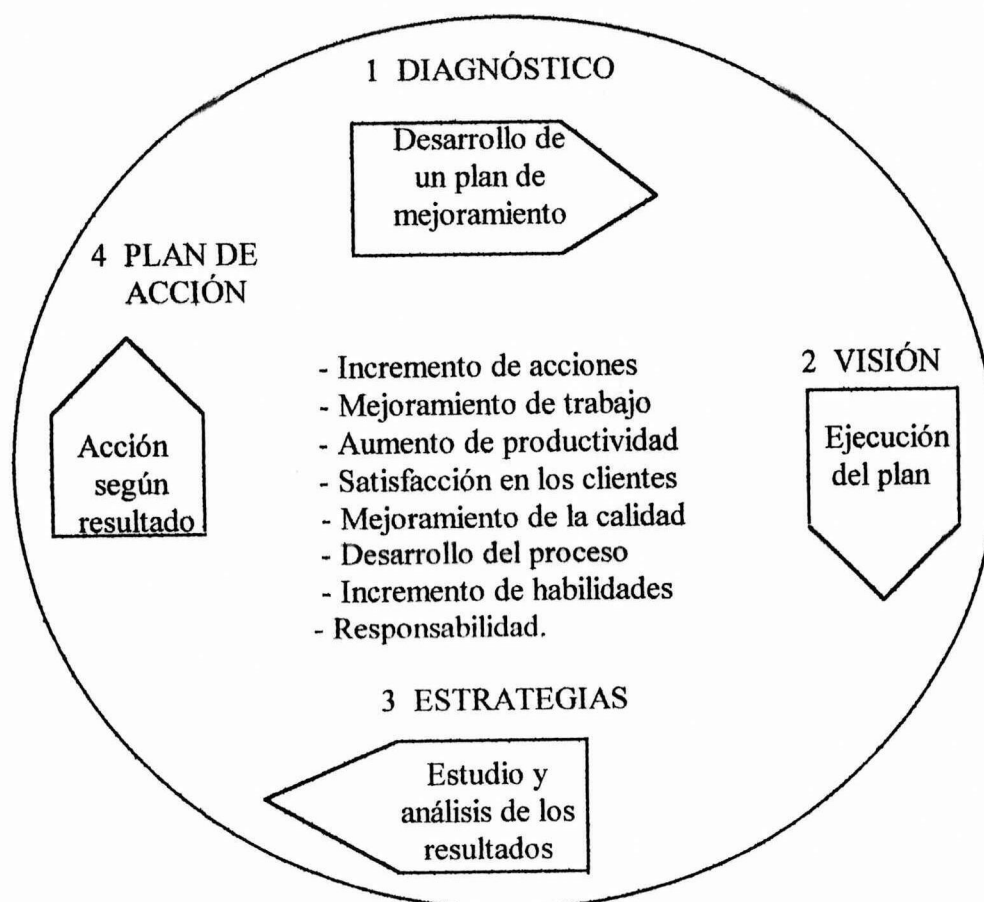 1 DIAGNÓSTICO
Desarrollo de
un plan de
mejoramiento
4 PLAN DE
ACCIÓN
Acción
según
resultado
- Incremento de acciones
- Mejoramiento de trabajo
- Aumento de productividad
- Satisfacción en los clientes
- Mejoramiento de la calidad
- Desarrollo del proceso
- Incremento de habilidades
- Responsabilidad.
2 VISIÓN
Ejecución
del plan
3 ESTRATEGIAS
Estudio y
análisis de los
resultados